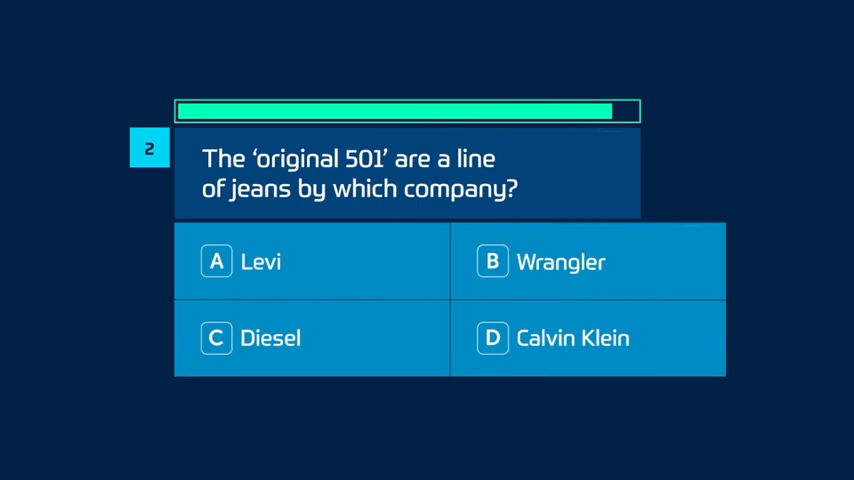 2
The ‘original 501’ are a line
of jeans by which company?
A Levi
B Wrangler
C Diesel
D Calvin Klein